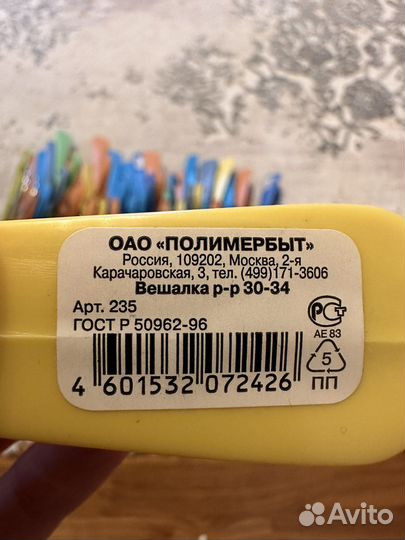 ОАО «ПОЛИМЕРБЫТ»
Россия, 109202, Москва, 2-я
Карачаровская, 3, тел. (499)171-3606
Вешалка р-р 30-34
Арт. 235
ГОСТ Р 50962-96
РСТ
АЕ 83
4 601532 072426
5
ПП
Avito